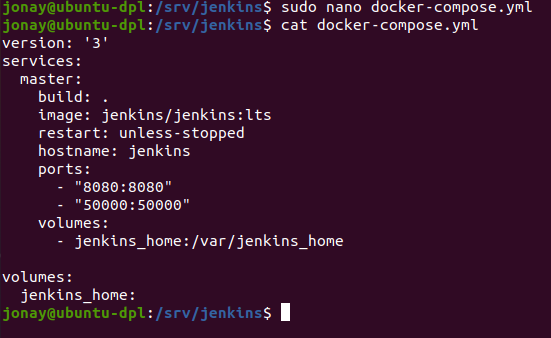 jonay@ubuntu-dpl:/srv/jenkins$ sudo nano docker-compose.yml
jonay@ubuntu-dpl:/srv/jenkins$ cat docker-compose.yml
version: '3'
services:
  master:
    build: .
    image: jenkins/jenkins:lts
    restart: unless-stopped
    hostname: jenkins
    ports:
      - "8080:8080"
      - "50000:50000"
    volumes:
      - jenkins_home:/var/jenkins_home

volumes:
  jenkins_home:
jonay@ubuntu-dpl:/srv/jenkins$